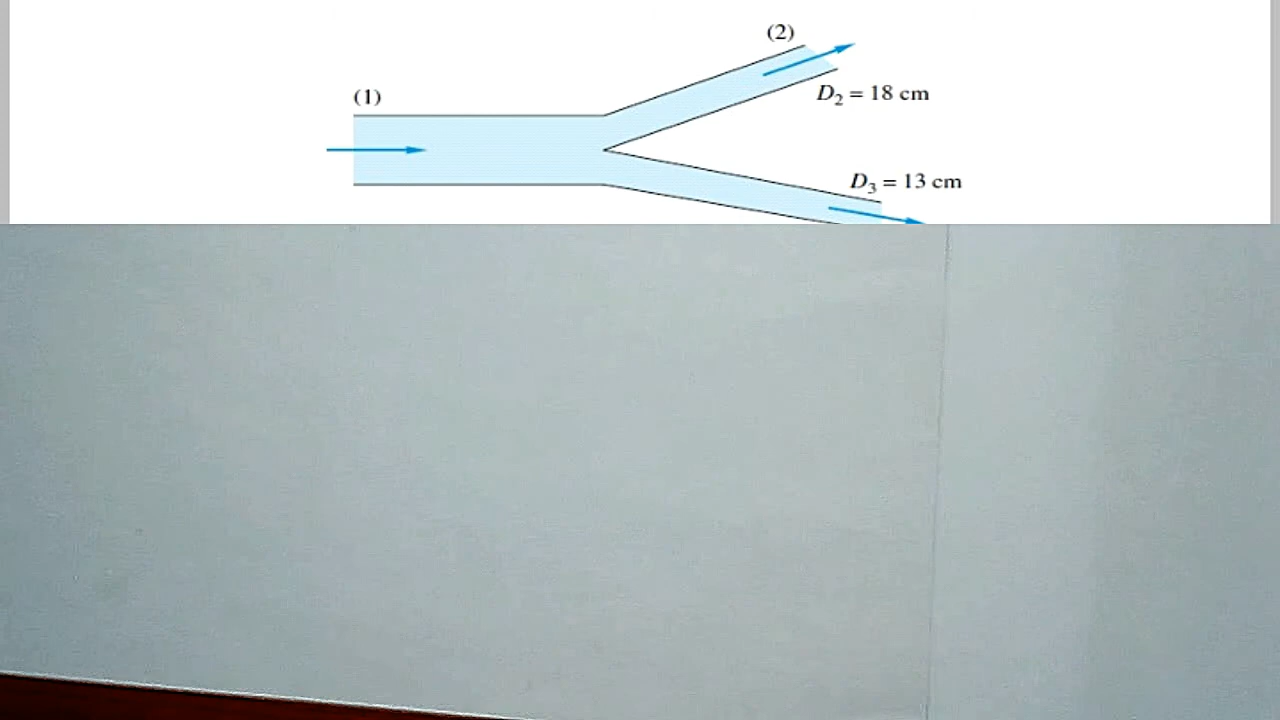 (2)
D₂ = 18 cm
(1)
D₃ = 13 cm